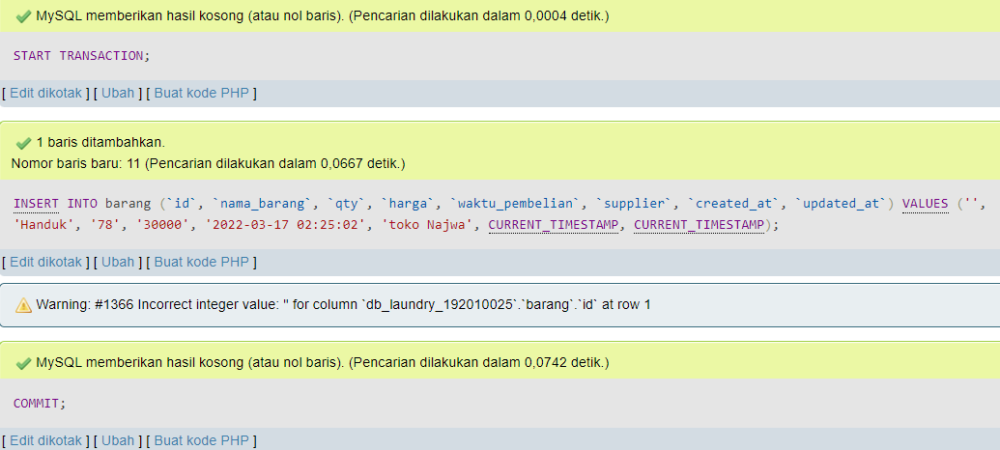 MySQL memberikan hasil kosong (atau nol baris). (Pencarian dilakukan dalam 0,0004 detik.)
START TRANSACTION;
[ Edit dikotak ] [ Ubah ] [ Buat kode PHP ]
1 baris ditambahkan.
Nomor baris baru: 11 (Pencarian dilakukan dalam 0,0667 detik.)
INSERT INTO barang (`id`, `nama_barang`, `qty`, `harga`, `waktu_pembelian`, `supplier`, `created_at`, `updated_at`) VALUES ('',
'Handuk', '78', '30000', '2022-03-17 02:25:02', 'toko Najwa', CURRENT_TIMESTAMP, CURRENT_TIMESTAMP);
[ Edit dikotak ] [ Ubah ] [ Buat kode PHP ]
Warning: #1366 Incorrect integer value: '' for column `db_laundry_192010025`.`barang`.`id` at row 1
MySQL memberikan hasil kosong (atau nol baris). (Pencarian dilakukan dalam 0,0742 detik.)
COMMIT;
[ Edit dikotak ] [ Ubah ] [ Buat kode PHP ]